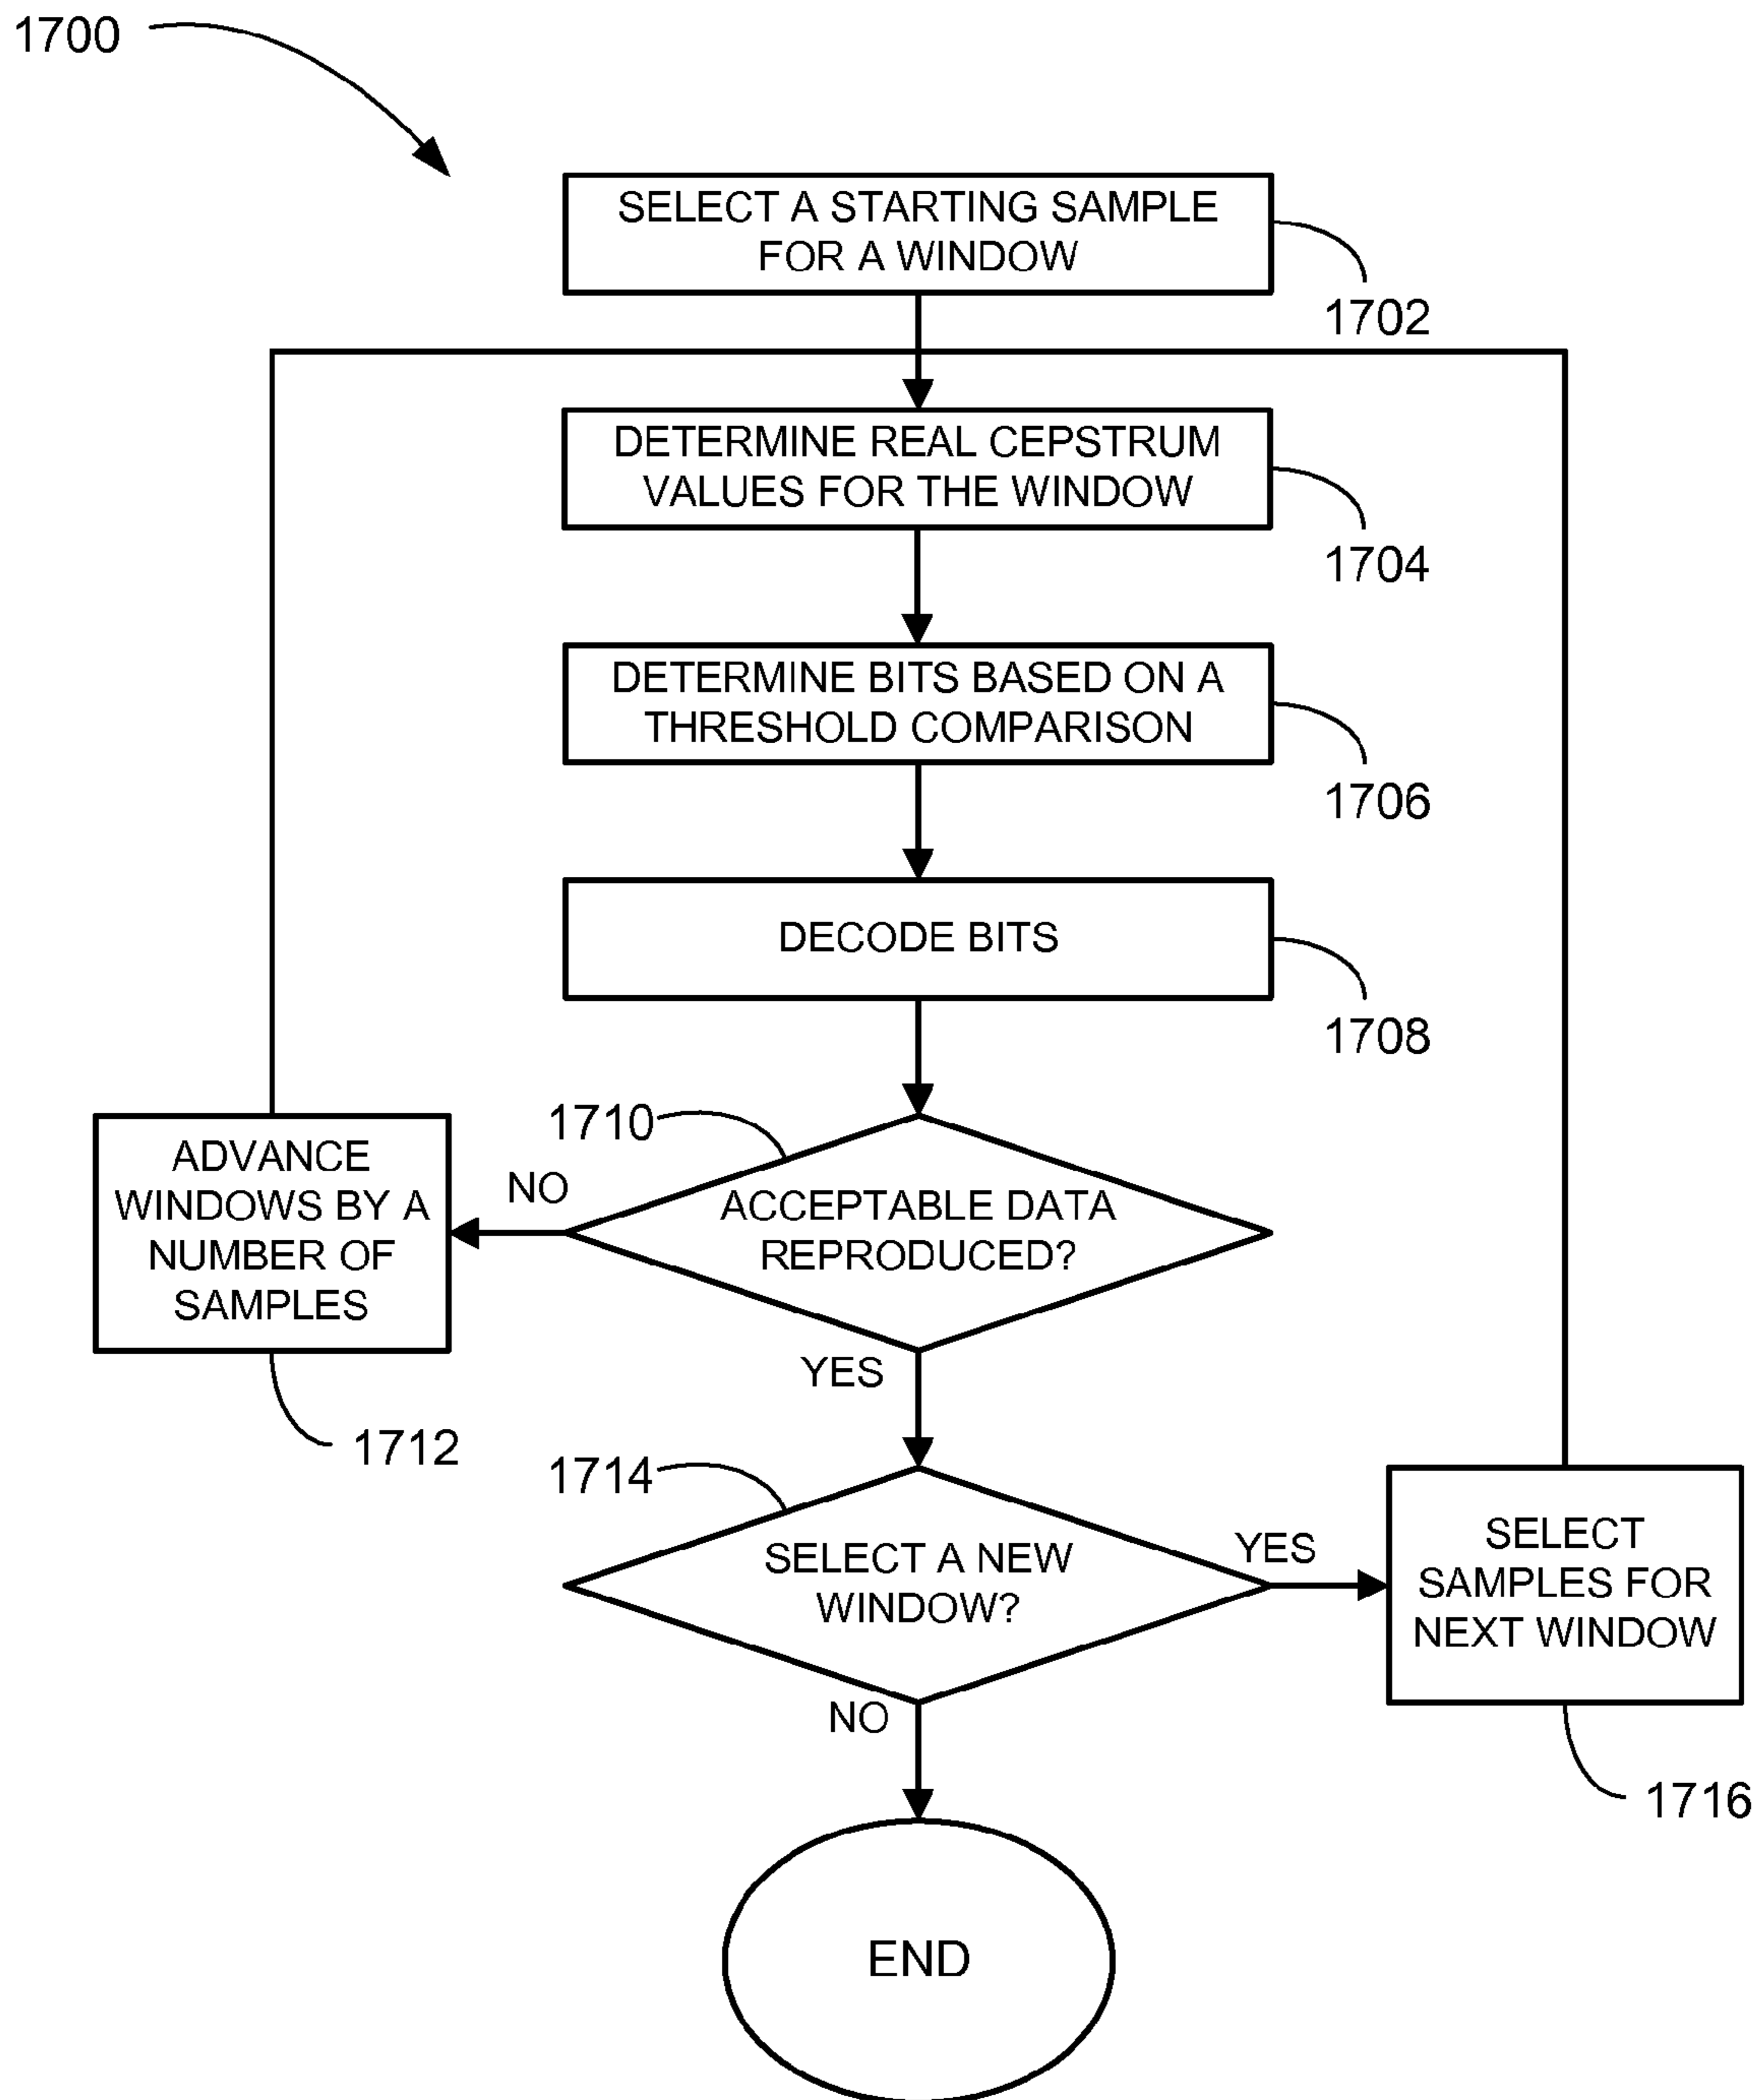 1700
SELECT A STARTING SAMPLE
FOR A WINDOW
1702
DETERMINE REAL CEPSTRUM
VALUES FOR THE WINDOW
1704
DETERMINE BITS BASED ON A
THRESHOLD COMPARISON
1706
DECODE BITS
1708
1710
ACCEPTABLE DATA
REPRODUCED?
NO
ADVANCE
WINDOWS BY A
NUMBER OF
SAMPLES
1712
YES
1714
SELECT A NEW
WINDOW?
YES
SELECT
SAMPLES FOR
NEXT WINDOW
1716
NO
END